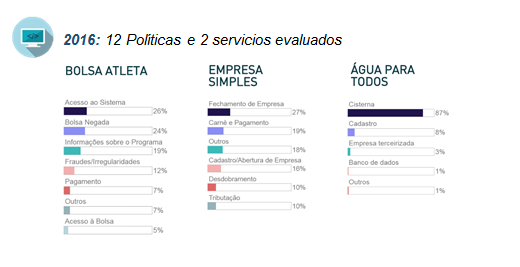 2016: 12 Políticas e 2 servicios evaluados
BOLSA ATLETA
Acesso ao Sistema
26%
Bolsa Negada
24%
Informações sobre o Programa
19%
Fraudes/Irregularidades
12%
Pagamento
7%
Outros
7%
Acesso à Bolsa
5%
EMPRESA
SIMPLES
Fechamento de Empresa
27%
Carnê e Pagamento
19%
Outros
18%
Cadastro/Abertura de Empresa
16%
Desdobramento
10%
Tributação
10%
ÁGUA PARA
TODOS
Cisterna
87%
Cadastro
8%
Empresa terceirizada
3%
Banco de dados
1%
Outros
1%